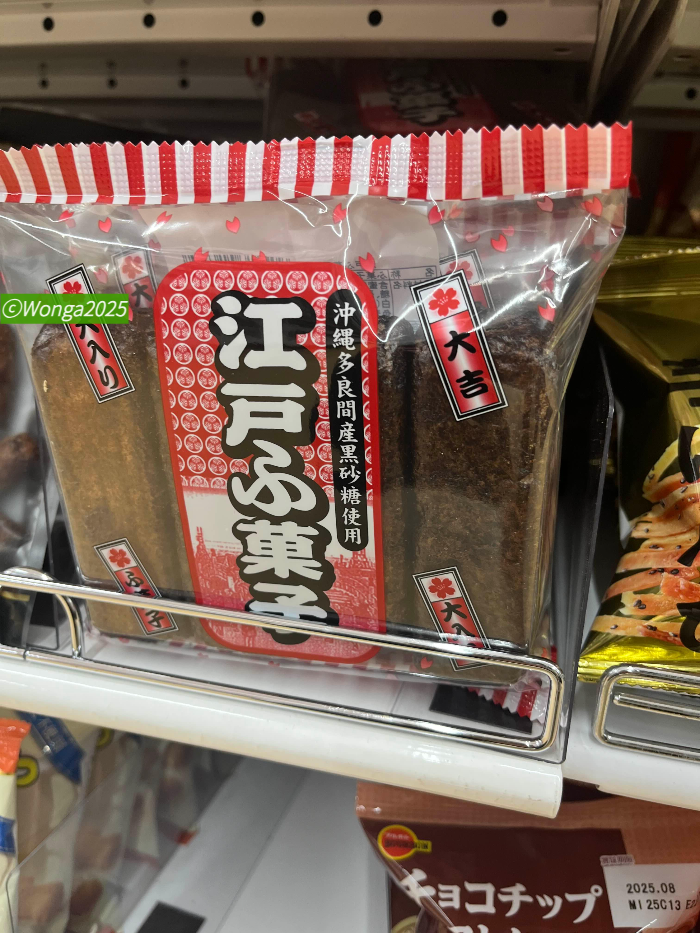 ©Wonga2025
大入り
江戸ふ菓子
沖縄多良間産黒砂糖使用
大吉
ふ菓子
大入
チョコチップ
2025.08